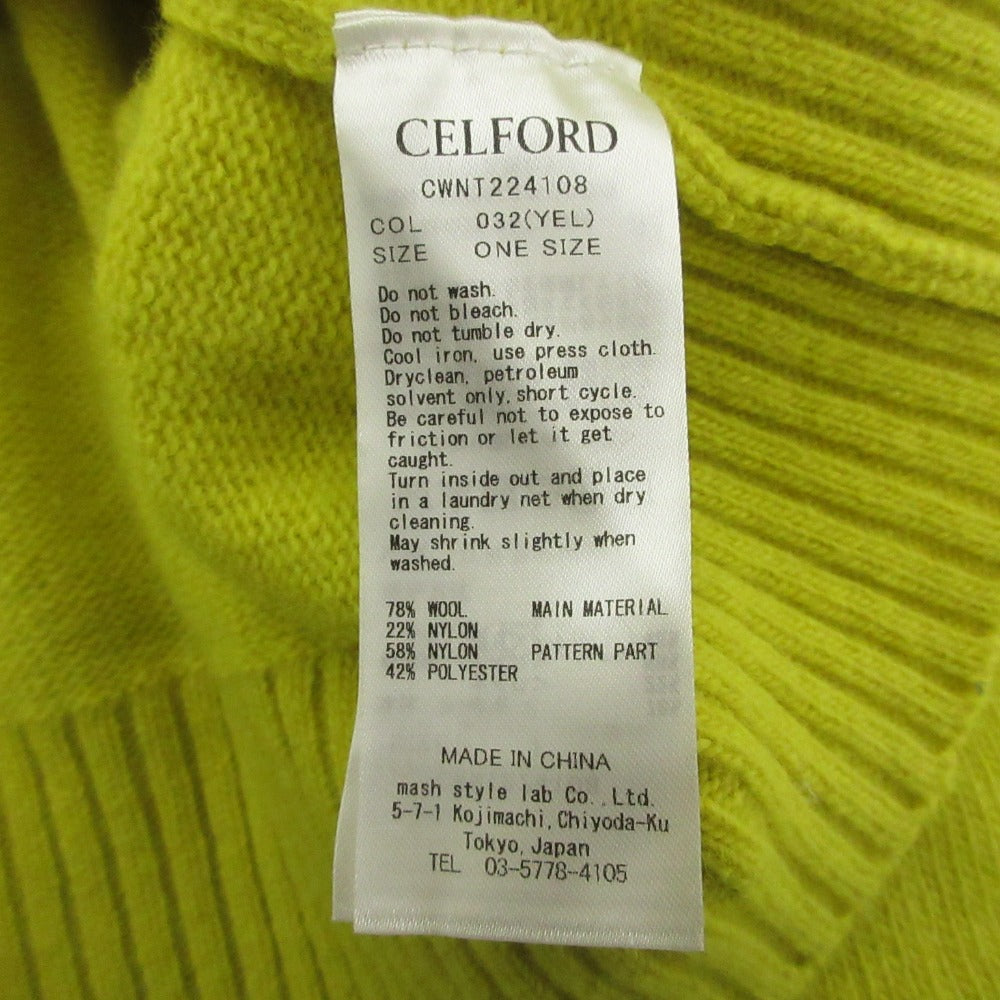 CELFORD
CWNT224108
COL 032(YEL)
SIZE ONE SIZE
Do not wash.
Do not bleach.
Do not tumble dry.
Cool iron, use press cloth.
Dryclean, petroleum
solvent only, short cycle.
Be careful not to expose to
friction or let it get
caught.
Turn inside out and place
in a laundry net when dry
cleaning.
May shrink slightly when
washed.
78% WOOL MAIN MATERIAL
22% NYLON
58% NYLON PATTERN PART
42% POLYESTER
MADE IN CHINA
mash style lab Co.,Ltd.
5-7-1 Kojimachi, Chiyoda-Ku
Tokyo, Japan
TEL 03-5778-4105